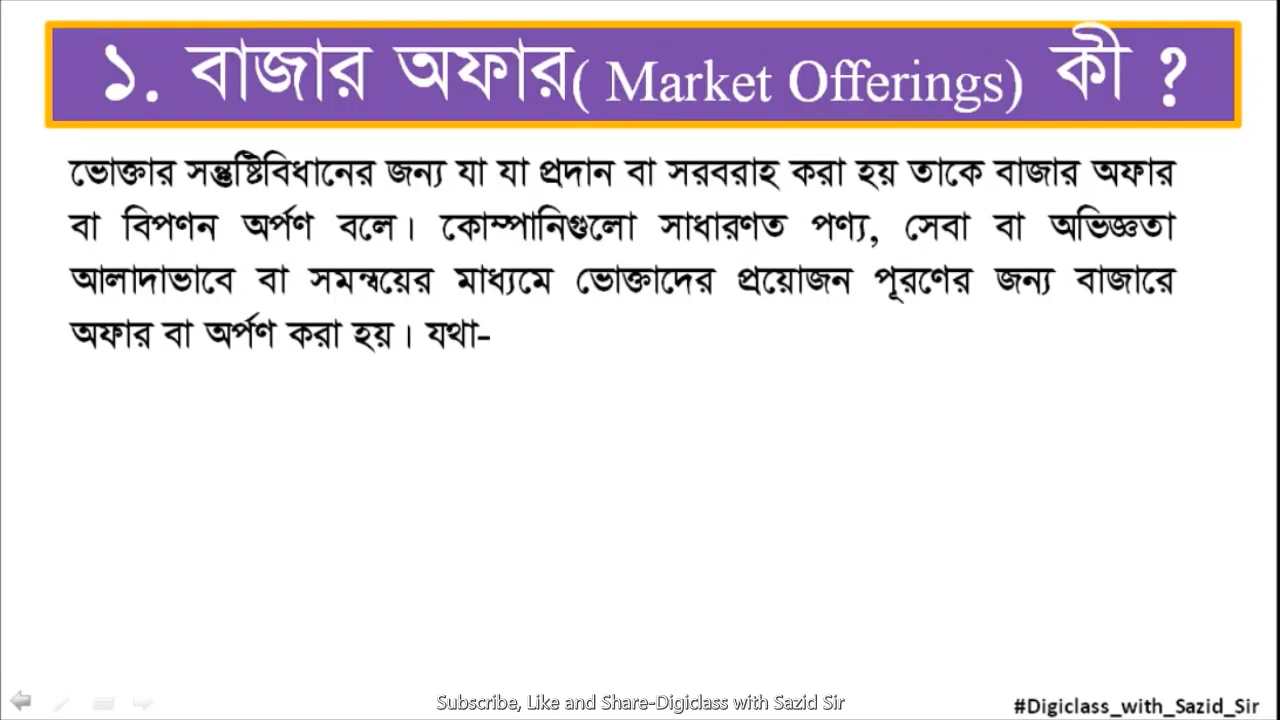 ১. বাজার অফার( Market Offerings) কী ?
ভোক্তার সন্তুষ্টিবিধানের জন্য যা যা প্রদান বা সরবরাহ করা হয় তাকে বাজার অফার
বা বিপণন অর্পণ বলে। কোম্পানিগুলো সাধারণত পণ্য, সেবা বা অভিজ্ঞতা
আলাদাভাবে বা সমন্বয়ের মাধ্যমে ভোক্তাদের প্রয়োজন পূরণের জন্য বাজারে
অফার বা অর্পণ করা হয়। যথা-
Subscribe, Like and Share-Digiclass with Sazid Sir
#Digiclass_with_Sazid_Sir